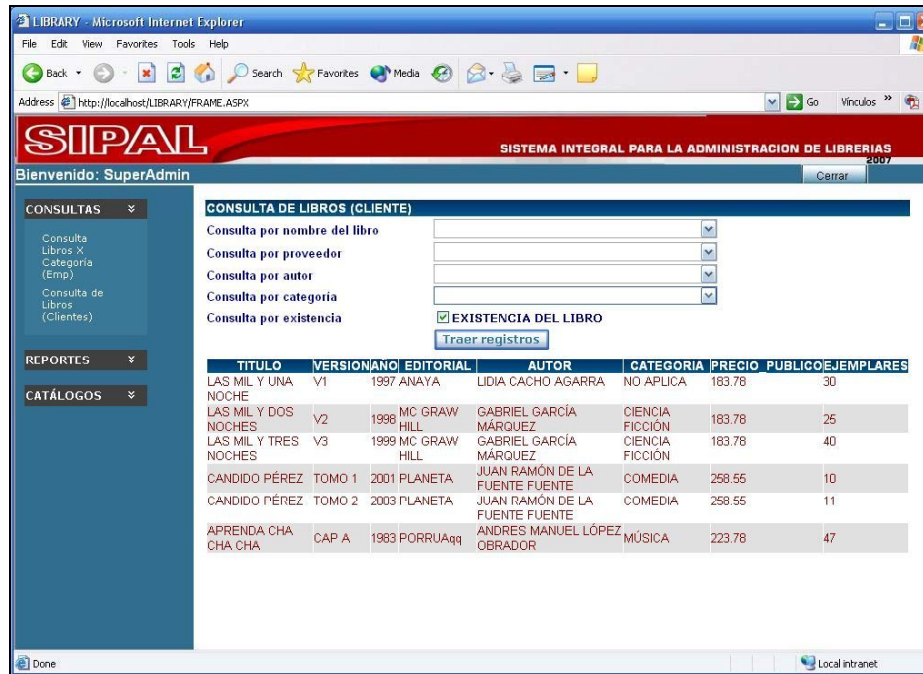 LIBRARY - Microsoft Internet Explorer
File Edit View Favorites Tools Help
Back Search Favorites Media
Address http://localhost/LIBRARY/FRAME.ASPX Go Vínculos »
SIPAL
SISTEMA INTEGRAL PARA LA ADMINISTRACION DE LIBRERIAS
2007
Bienvenido: SuperAdmin Cerrar
CONSULTAS
Consulta
Libros X
Categoría
(Emp)
Consulta de
Libros
(Clientes)
REPORTES
CATÁLOGOS
CONSULTA DE LIBROS (CLIENTE)
Consulta por nombre del libro
Consulta por proveedor
Consulta por autor
Consulta por categoría
Consulta por existencia EXISTENCIA DEL LIBRO
Traer registros
TITULO VERSION AÑO EDITORIAL AUTOR CATEGORIA PRECIO_PUBLICO EJEMPLARES
LAS MIL Y UNA V1 1997 ANAYA LIDIA CACHO AGARRA NO APLICA 183.78 30
NOCHE
LAS MIL Y DOS V2 1998 MC GRAW GABRIEL GARCÍA CIENCIA 183.78 25
NOCHES HILL MÁRQUEZ FICCIÓN
LAS MIL Y TRES V3 1999 MC GRAW GABRIEL GARCÍA CIENCIA 183.78 40
NOCHES HILL MÁRQUEZ FICCIÓN
CANDIDO PÉREZ TOMO 1 2001 PLANETA JUAN RAMÓN DE LA COMEDIA 258.55 10
FUENTE FUENTE
CANDIDO PÉREZ TOMO 2 2003 PLANETA JUAN RAMÓN DE LA COMEDIA 258.55 11
FUENTE FUENTE
APRENDA CHA CAP A 1983 PORRUAqq ANDRES MANUEL LÓPEZ MÚSICA 223.78 47
CHA CHA OBRADOR
Done Local intranet